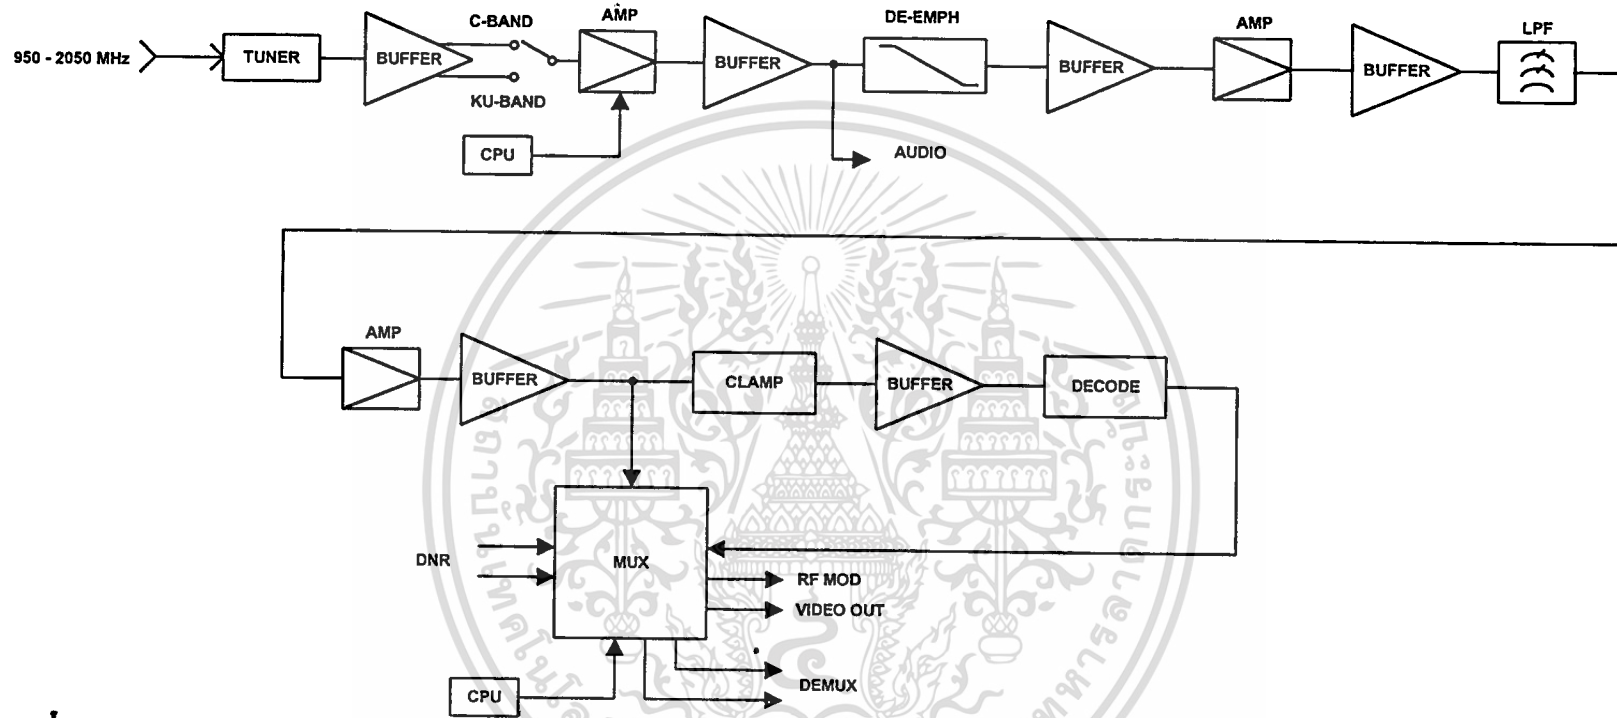 C-BAND
AMP
DE-EMPH
AMP
LPF
950 - 2050 MHz
TUNER
BUFFER
BUFFER
BUFFER
BUFFER
KU-BAND
CPU
AUDIO
AMP
BUFFER
CLAMP
BUFFER
DECODE
DNR
MUX
RF MOD
VIDEO OUT
CPU
DEMUX